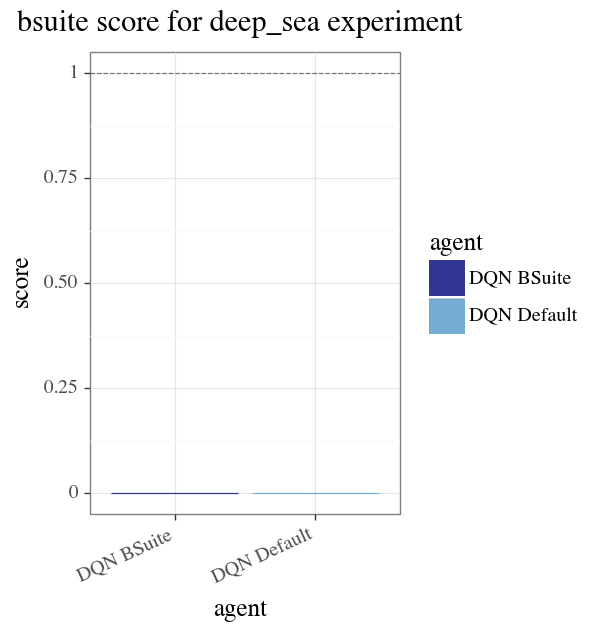 bsuite score for deep_sea experiment
1
0.75
0.50
0.25
0
score
DQN BSuite
DQN Default
agent
agent
DQN BSuite
DQN Default